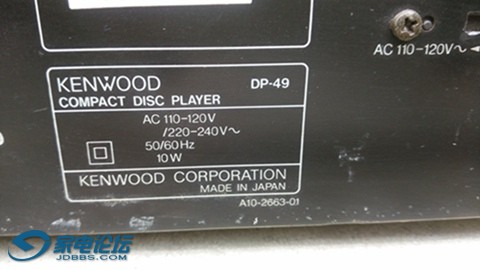 AC 110-120V~
KENWOOD DP-49
COMPACT DISC PLAYER
AC 110-120V
/220-240V~
50/60Hz
10W
KENWOOD CORPORATION
MADE IN JAPAN
A10-2663-01
家电论坛
JDBBS.COM